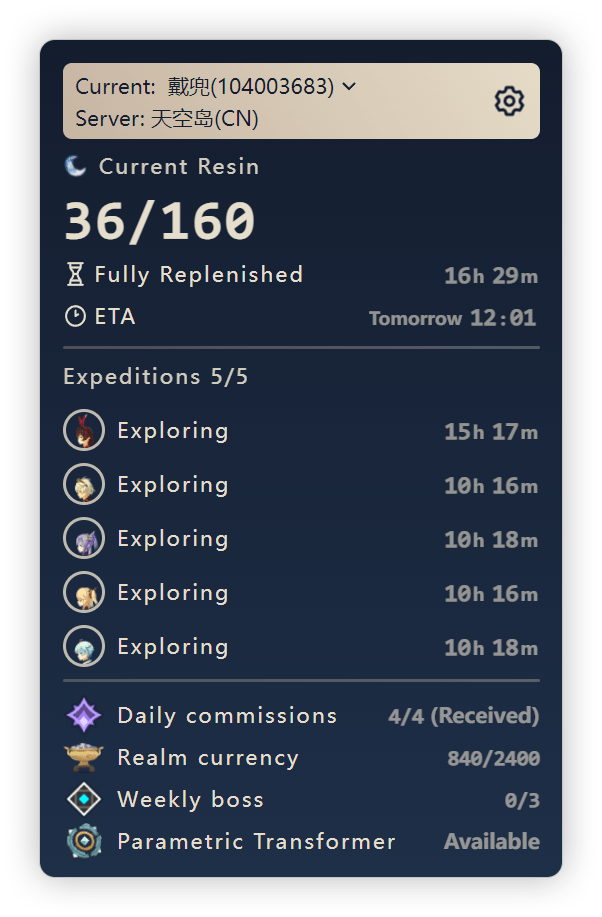 Current: 戴兜(104003683)
Server: 天空岛(CN)
Current Resin
36/160
Fully Replenished 16h 29m
ETA Tomorrow 12:01
Expeditions 5/5
Exploring 15h 17m
Exploring 10h 16m
Exploring 10h 18m
Exploring 10h 16m
Exploring 10h 18m
Daily commissions 4/4 (Received)
Realm currency 840/2400
Weekly boss 0/3
Parametric Transformer Available